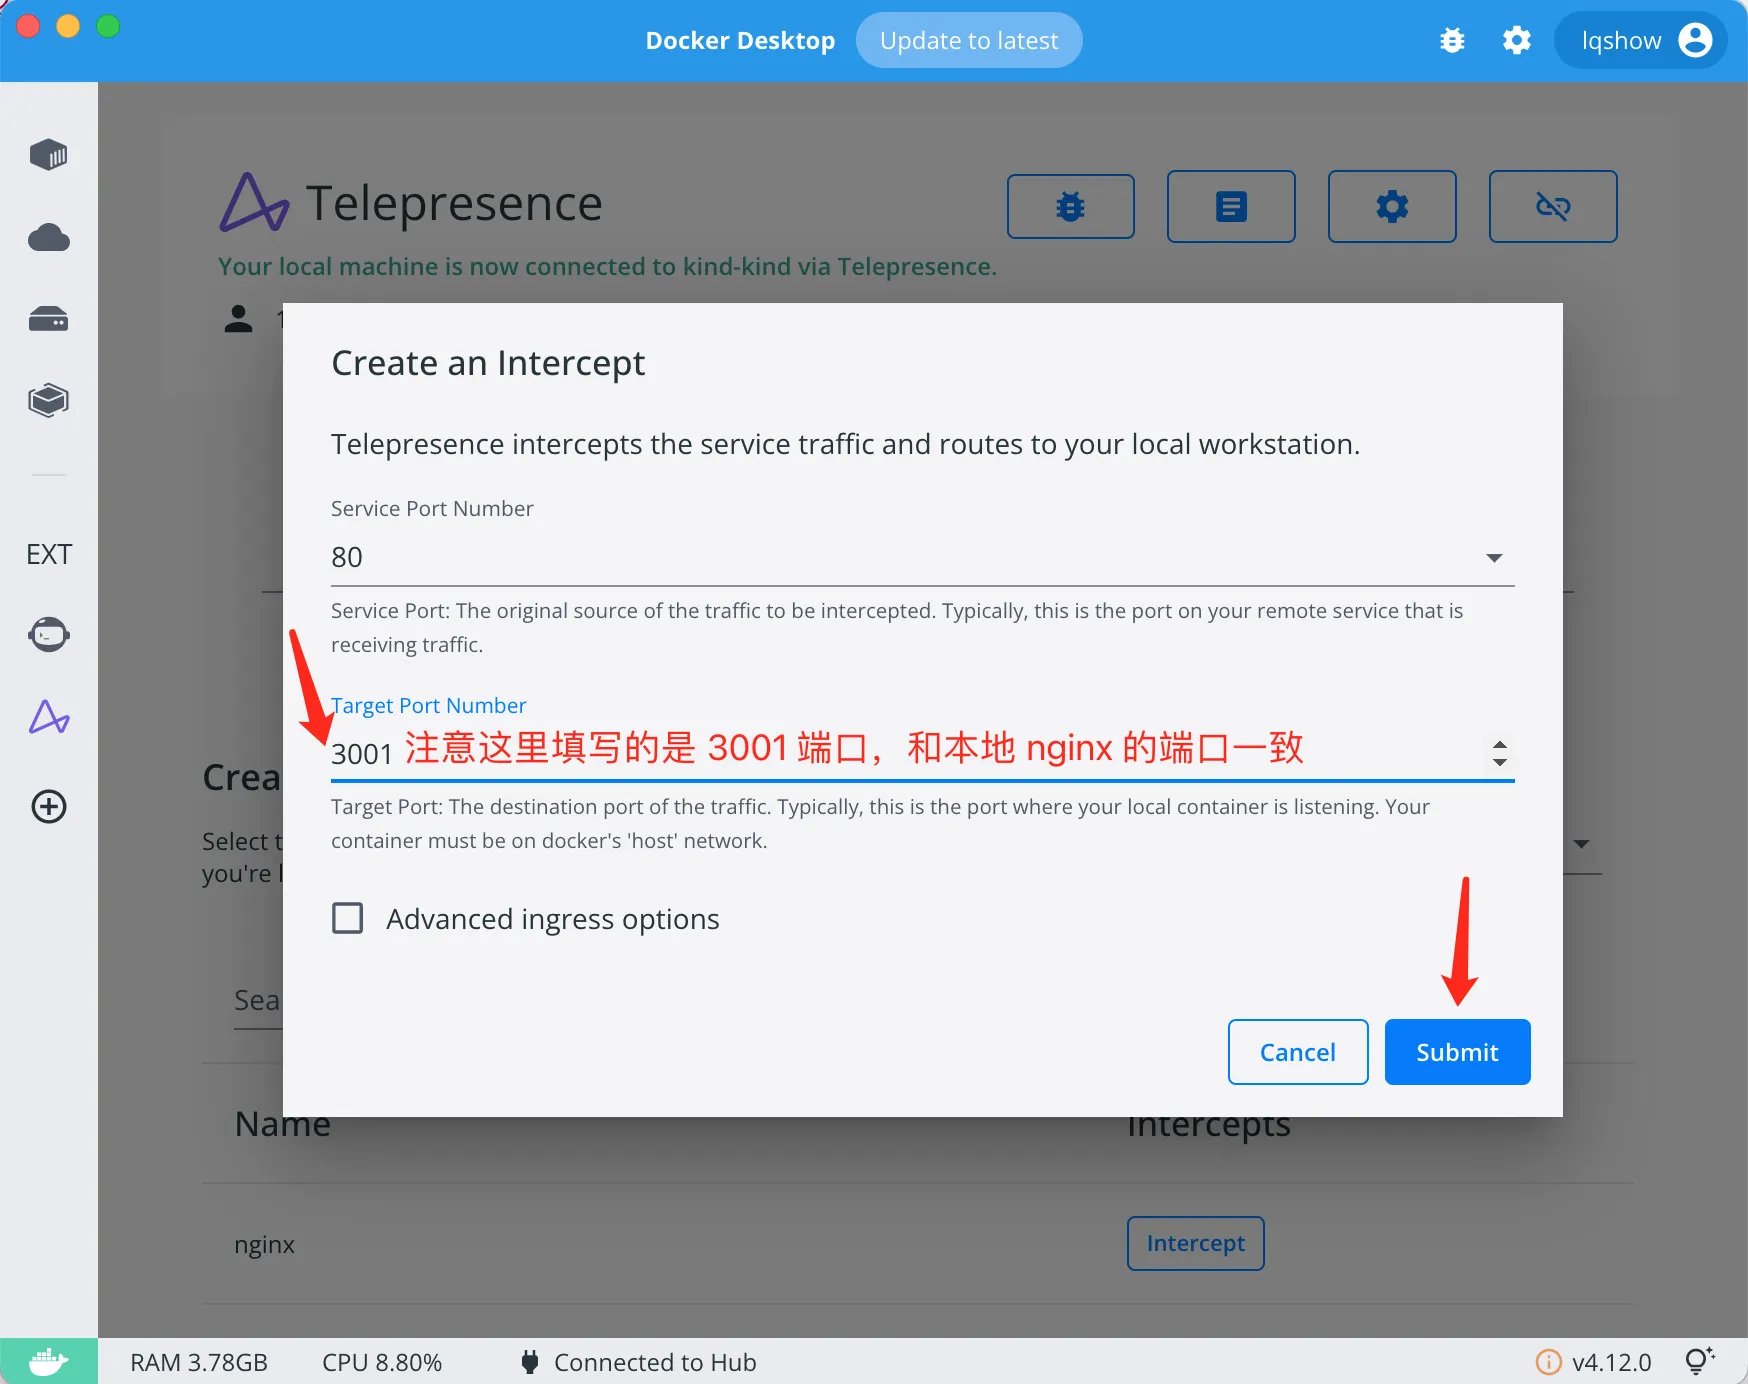 Docker Desktop Update to latest lqshow
Telepresence
Your local machine is now connected to kind-kind via Telepresence.
Create an Intercept
Telepresence intercepts the service traffic and routes to your local workstation.
Service Port Number
80
Service Port: The original source of the traffic to be intercepted. Typically, this is the port on your remote service that is
receiving traffic.
EXT
Target Port Number
3001 注意这里填写的是 3001 端口，和本地 nginx 的端口一致
Target Port: The destination port of the traffic. Typically, this is the port where your local container is listening. Your
container must be on docker's 'host' network.
Crea
Select t
you're l
Advanced ingress options
Sea
Cancel Submit
Name Intercepts
nginx Intercept
RAM 3.78GB CPU 8.80% Connected to Hub v4.12.0